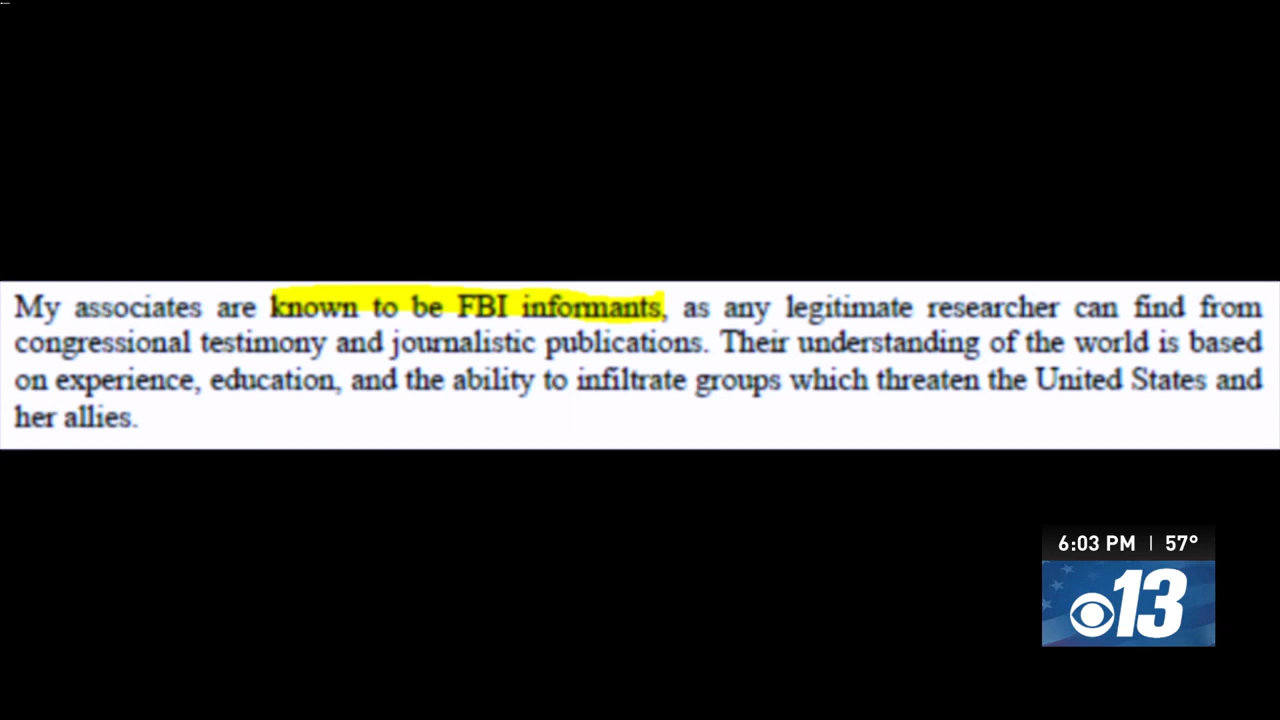 My associates are known to be FBI informants, as any legitimate researcher can find from
congressional testimony and journalistic publications. Their understanding of the world is based
on experience, education, and the ability to infiltrate groups which threaten the United States and
her allies.
6:03 PM | 57°
13